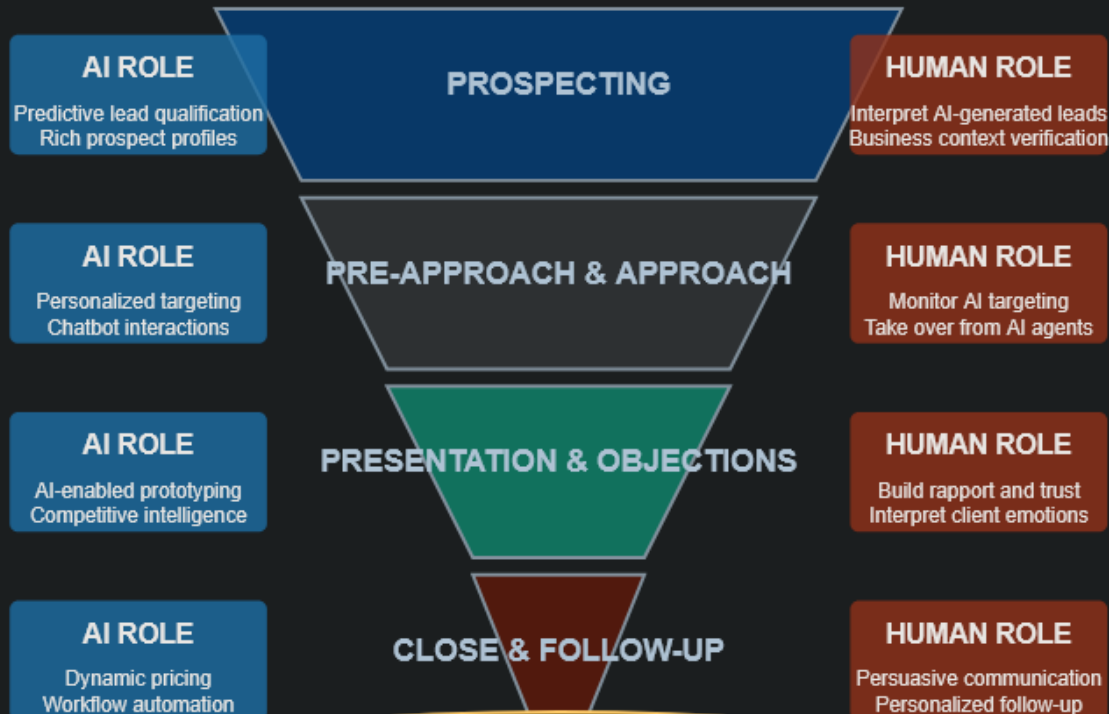 AI ROLE
Predictive lead qualification
Rich prospect profiles
PROSPECTING
HUMAN ROLE
Interpret AI-generated leads
Business context verification
AI ROLE
Personalized targeting
Chatbot interactions
PRE-APPROACH & APPROACH
HUMAN ROLE
Monitor AI targeting
Take over from AI agents
AI ROLE
AI-enabled prototyping
Competitive intelligence
PRESENTATION & OBJECTIONS
HUMAN ROLE
Build rapport and trust
Interpret client emotions
AI ROLE
Dynamic pricing
Workflow automation
CLOSE & FOLLOW-UP
HUMAN ROLE
Persuasive communication
Personalized follow-up